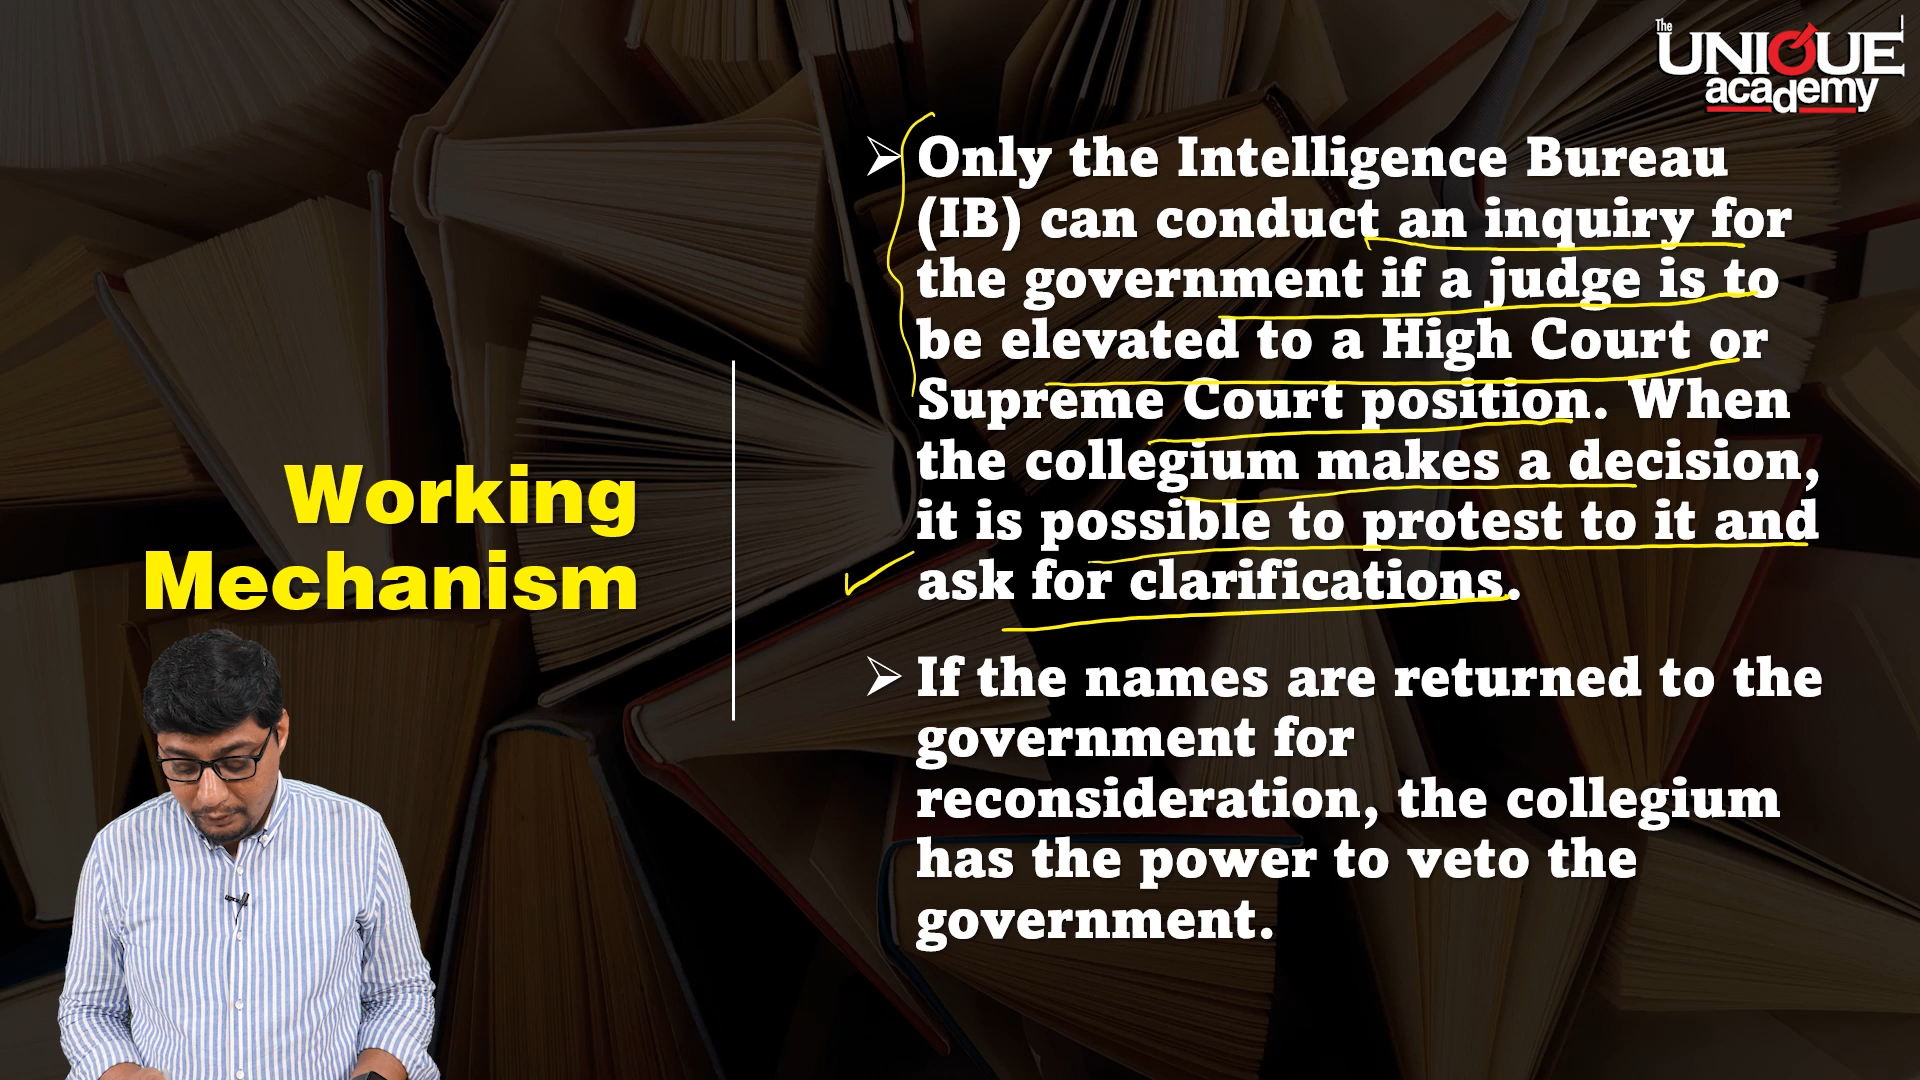 The
UNIQUE
academy
Working
Mechanism
Only the Intelligence Bureau
(IB) can conduct an inquiry for
the government if a judge is to
be elevated to a High Court or
Supreme Court position. When
the collegium makes a decision,
it is possible to protest to it and
ask for clarifications.
If the names are returned to the
government for
reconsideration, the collegium
has the power to veto the
government.